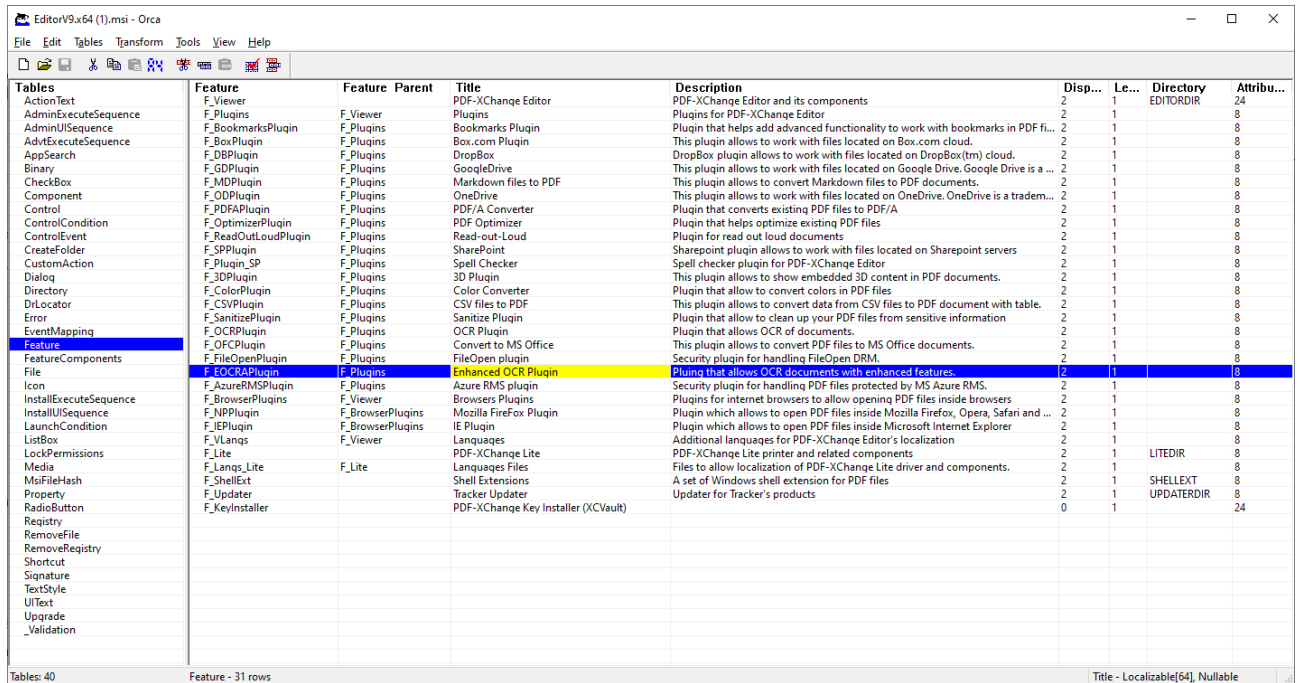 EditorV9.x64 (1).msi - Orca
File Edit Tables Transform Tools View Help
Tables Feature Feature Parent Title Description Disp... Le... Directory Attribu...
ActionText F_Viewer PDF-XChange Editor PDF-XChange Editor and its components 2 1 EDITORDIR 24
AdminExecuteSequence F_Plugins F_Viewer Plugins Plugins for PDF-XChange Editor 2 1 8
AdminUISequence F_BookmarksPlugin F_Plugins Bookmarks Plugin Plugin that helps add advanced functionality to work with bookmarks in PDF fi... 2 1 8
AdvtExecuteSequence F_BoxPlugin F_Plugins Box.com Plugin This plugin allows to work with files located on Box.com cloud. 2 1 8
AppSearch F_DBPlugin F_Plugins DropBox DropBox plugin allows to work with files located on DropBox(tm) cloud. 2 1 8
Binary F_GDPlugin F_Plugins GoogleDrive This plugin allows to work with files located on Google Drive. Google Drive is a ... 2 1 8
CheckBox F_MDPlugin F_Plugins Markdown files to PDF This plugin allows to convert Markdown files to PDF documents. 2 1 8
Component F_ODPlugin F_Plugins OneDrive This plugin allows to work with files located on OneDrive. OneDrive is a tradem... 2 1 8
Control F_PDFAPlugin F_Plugins PDF/A Converter Plugin that converts existing PDF files to PDF/A 2 1 8
ControlCondition F_OptimizerPlugin F_Plugins PDF Optimizer Plugin that helps optimize existing PDF files 2 1 8
ControlEvent F_ReadOutLoudPlugin F_Plugins Read-out-Loud Plugin for read out loud documents 2 1 8
CreateFolder F_SPPlugin F_Plugins SharePoint Sharepoint plugin allows to work with files located on Sharepoint servers 2 1 8
CustomAction F_Plugin_SP F_Plugins Spell Checker Spell checker plugin for PDF-XChange Editor 2 1 8
Dialog F_3DPlugin F_Plugins 3D Plugin This plugin allows to show embedded 3D content in PDF documents. 2 1 8
Directory F_ColorPlugin F_Plugins Color Converter Plugin that allow to convert colors in PDF files 2 1 8
DrLocator F_CSVPlugin F_Plugins CSV files to PDF This plugin allows to convert data from CSV files to PDF document with table. 2 1 8
Error F_SanitizePlugin F_Plugins Sanitize Plugin Plugin that allow to clean up your PDF files from sensitive information 2 1 8
EventMapping F_OCRPlugin F_Plugins OCR Plugin Plugin that allows OCR of documents. 2 1 8
Feature F_OFCPlugin F_Plugins Convert to MS Office This plugin allows to convert PDF files to MS Office documents. 2 1 8
FeatureComponents F_FileOpenPlugin F_Plugins FileOpen plugin Security plugin for handling FileOpen DRM. 2 1 8
File F_EOCRAPlugin F_Plugins Enhanced OCR Plugin Pluing that allows OCR documents with enhanced features. 2 1 8
Icon F_AzureRMSPlugin F_Plugins Azure RMS plugin Security plugin for handling PDF files protected by MS Azure RMS. 2 1 8
InstallExecuteSequence F_BrowserPlugins F_Viewer Browsers Plugins Plugins for internet browsers to allow opening PDF files inside browsers 2 1 8
InstallUISequence F_NPPlugin F_BrowserPlugins Mozilla FireFox Plugin Plugin which allows to open PDF files inside Mozilla Firefox, Opera, Safari and ... 2 1 8
LaunchCondition F_IEPlugin F_BrowserPlugins IE Plugin Plugin which allows to open PDF files inside Microsoft Internet Explorer 2 1 8
ListBox F_VLangs F_Viewer Languages Additional languages for PDF-XChange Editor's localization 2 1 8
LockPermissions F_Lite PDF-XChange Lite PDF-XChange Lite printer and related components 2 1 LITEDIR 8
Media F_Langs_Lite F_Lite Languages Files Files to allow localization of PDF-XChange Lite driver and components. 2 1 8
MsiFileHash F_ShellExt Shell Extensions A set of Windows shell extension for PDF files 2 1 SHELLEXT 8
Property F_Updater Tracker Updater Updater for Tracker's products 2 1 UPDATERDIR 8
RadioButton F_KeyInstaller PDF-XChange Key Installer (XCVault) 0 1 24
Registry
RemoveFile
RemoveRegistry
Shortcut
Signature
TextStyle
UIText
Upgrade
_Validation
Tables: 40 Feature - 31 rows Title - Localizable[64], Nullable